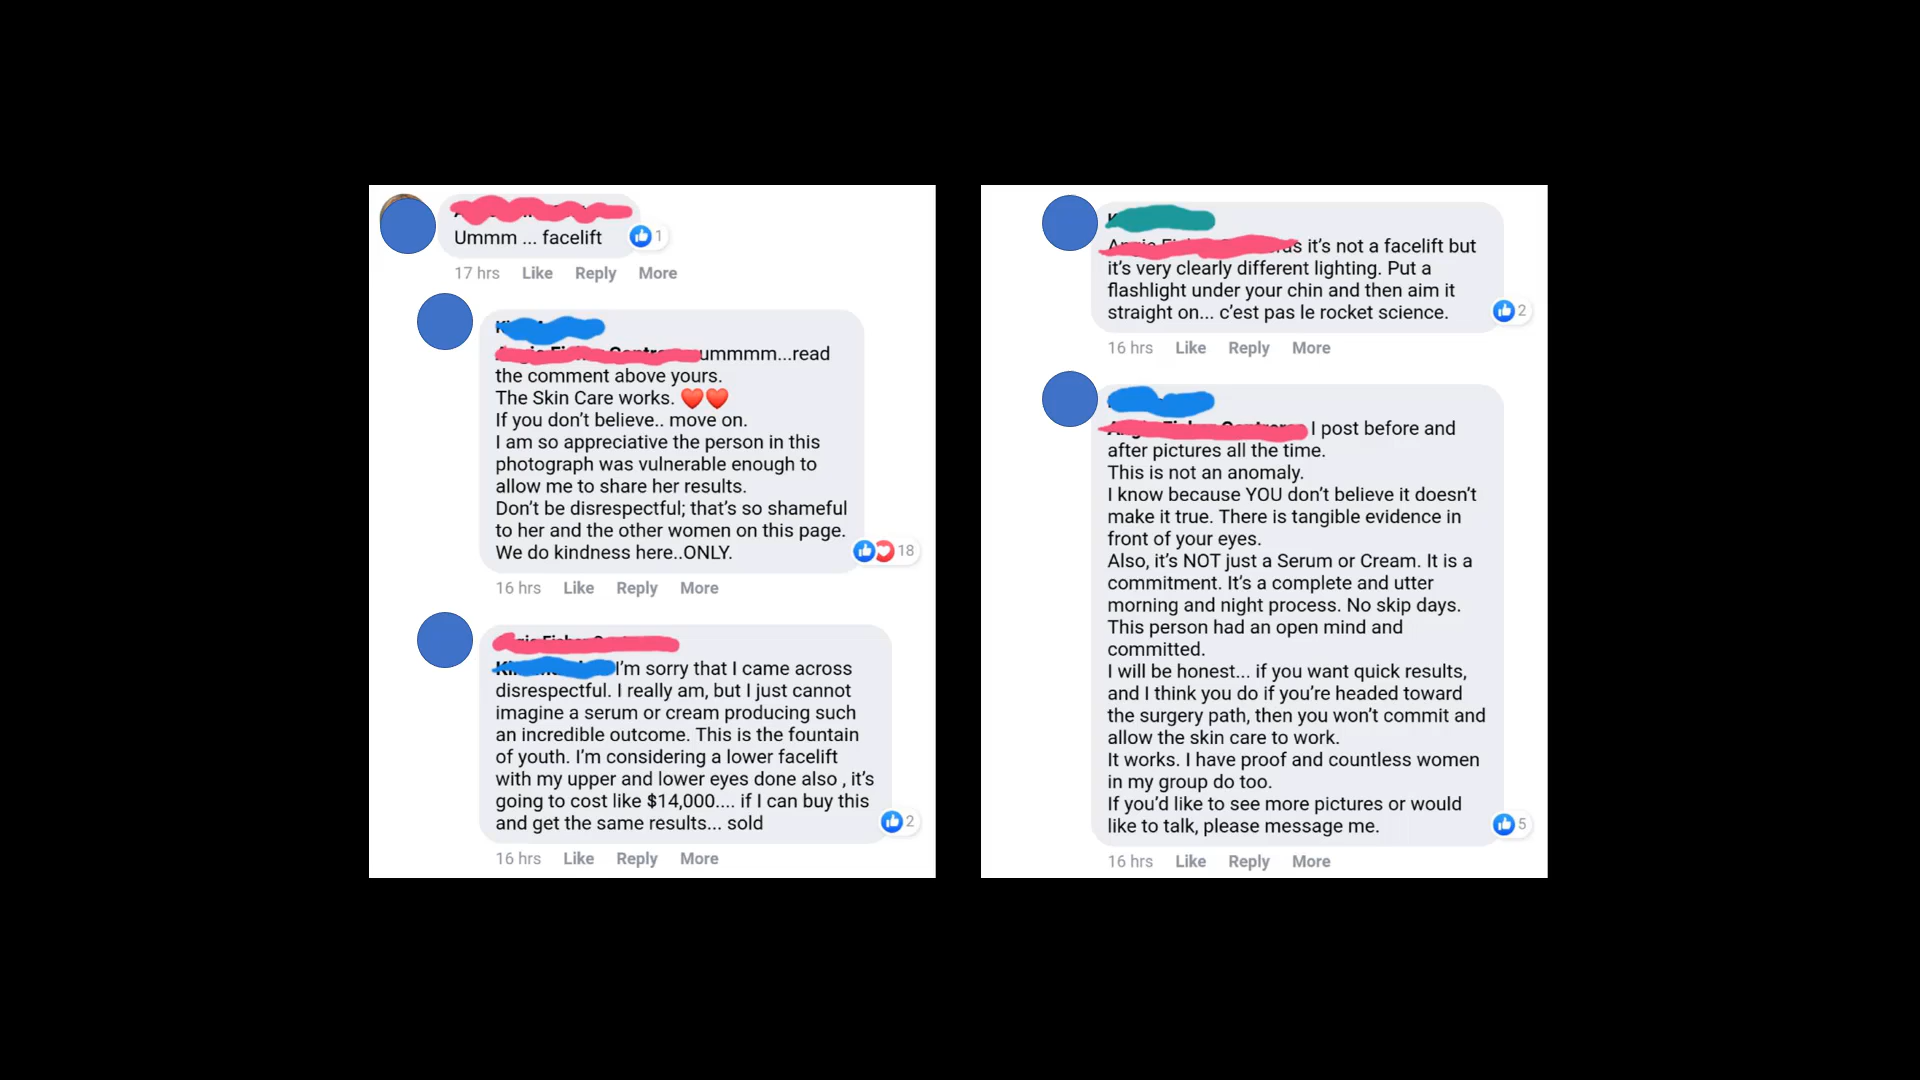 Ummm ... facelift
1
17 hrs Like Reply More
ummmm...read
the comment above yours.
The Skin Care works. ❤️❤️
If you don't believe.. move on.
I am so appreciative the person in this
photograph was vulnerable enough to
allow me to share her results.
Don't be disrespectful; that's so shameful
to her and the other women on this page.
We do kindness here..ONLY.
18
16 hrs Like Reply More
I'm sorry that I came across
disrespectful. I really am, but I just cannot
imagine a serum or cream producing such
an incredible outcome. This is the fountain
of youth. I'm considering a lower facelift
with my upper and lower eyes done also , it's
going to cost like $14,000.... if I can buy this
and get the same results... sold
2
16 hrs Like Reply More
it's not a facelift but
it's very clearly different lighting. Put a
flashlight under your chin and then aim it
straight on... c'est pas le rocket science.
2
16 hrs Like Reply More
I post before and
after pictures all the time.
This is not an anomaly.
I know because YOU don't believe it doesn't
make it true. There is tangible evidence in
front of your eyes.
Also, it's NOT just a Serum or Cream. It is a
commitment. It's a complete and utter
morning and night process. No skip days.
This person had an open mind and
committed.
I will be honest... if you want quick results,
and I think you do if you're headed toward
the surgery path, then you won't commit and
allow the skin care to work.
It works. I have proof and countless women
in my group do too.
If you'd like to see more pictures or would
like to talk, please message me.
5
16 hrs Like Reply More